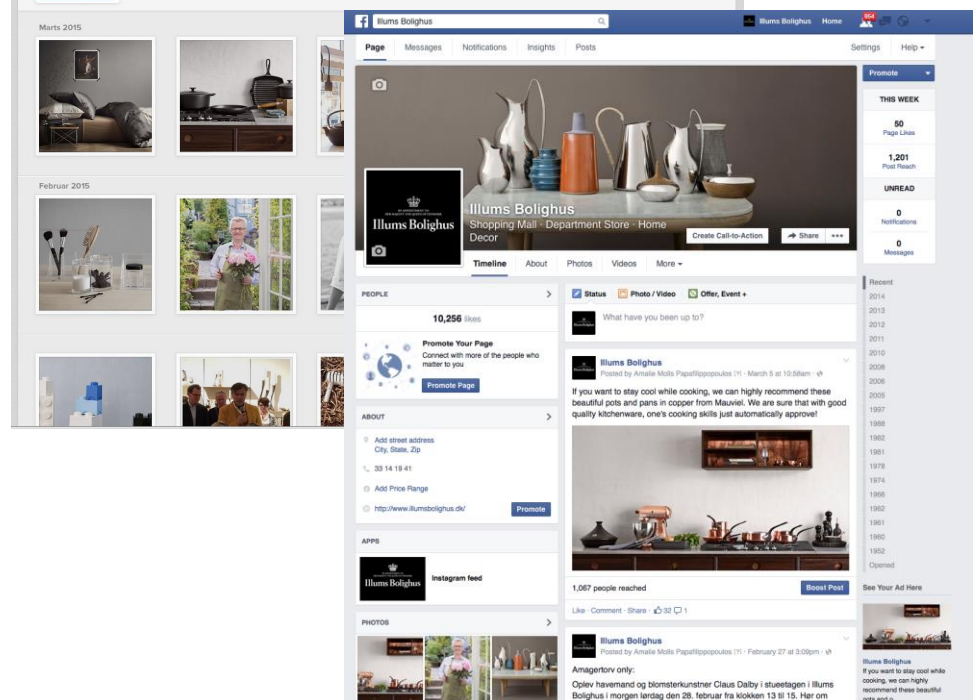 Marts 2015
Februar 2015
Illums Bolighus
Illums Bolighus Home
Page Messages Notifications Insights Posts
Settings Help
Promote
THIS WEEK
50
Page Likes
1,201
Post Reach
UNREAD
0
Notifications
0
Messages
Illums Bolighus
Illums Bolighus
Shopping Mall · Department Store · Home
Decor
Create Call-to-Action Share
Timeline About Photos Videos More
Recent
2014
2013
2012
2011
2010
2005
1997
1981
1974
1961
1960
1952
Opened
PEOPLE
10,256 likes
Promote Your Page
Connect with more of the people who
matter to you
Promote Page
ABOUT
Add street address
City, State, Zip
33 14 19 41
Add Price Range
http://www.illumsbolighus.dk/
Promote
APPS
Illums Bolighus
Instagram feed
PHOTOS
Status Photo / Video Offer, Event +
What have you been up to?
Illums Bolighus
Posted by Amalie Molis Papafilippopoulos [?] · March 5 at 10:58am ·
If you want to stay cool while cooking, we can highly recommend these
beautiful pots and pans in copper from Mauviel. We are sure that with good
quality kitchenware, one's cooking skills just automatically approve!
1,067 people reached
Boost Post
Like · Comment · Share · 32 1
Illums Bolighus
Posted by Amalie Molis Papafilippopoulos [?] · February 27 at 3:09pm ·
Amagertorv only:
Oplev havemand og blomsterkunstner Claus Dalby i stueetagen i Illums
Bolighus i morgen lørdag den 28. februar fra klokken 13 til 15. Hør om
See Your Ad Here
Illums Bolighus
If you want to stay cool while
cooking, we can highly
recommend these beautiful